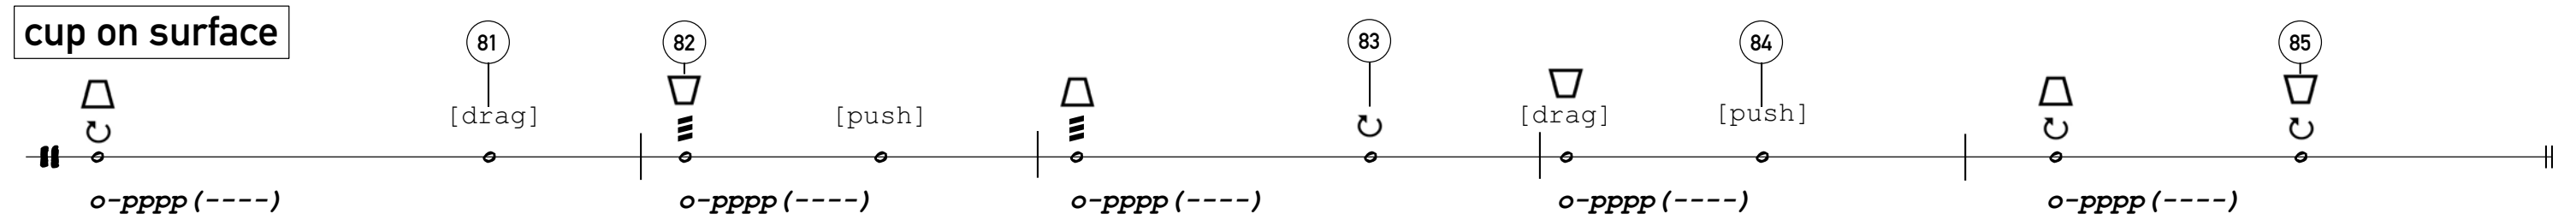 cup on surface
81 82 83 84 85
[drag] [push] [drag] [push]
o-pppp(----) o-pppp(----) o-pppp(----) o-pppp(----) o-pppp(----)